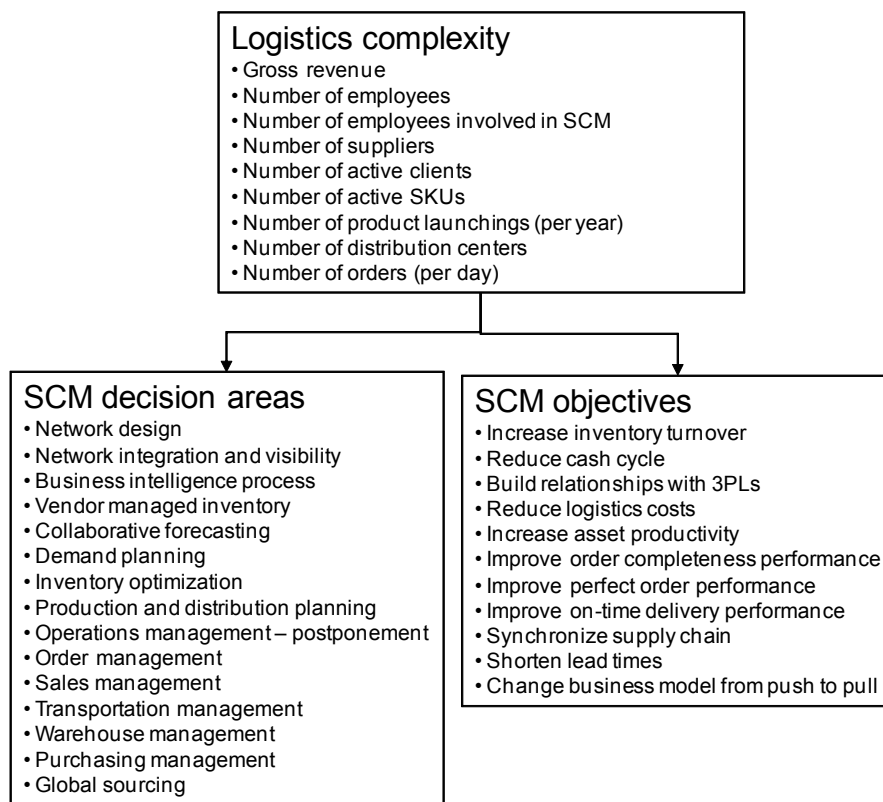 Logistics complexity
• Gross revenue
• Number of employees
• Number of employees involved in SCM
• Number of suppliers
• Number of active clients
• Number of active SKUs
• Number of product launchings (per year)
• Number of distribution centers
• Number of orders (per day)
SCM decision areas
• Network design
• Network integration and visibility
• Business intelligence process
• Vendor managed inventory
• Collaborative forecasting
• Demand planning
• Inventory optimization
• Production and distribution planning
• Operations management – postponement
• Order management
• Sales management
• Transportation management
• Warehouse management
• Purchasing management
• Global sourcing
SCM objectives
• Increase inventory turnover
• Reduce cash cycle
• Build relationships with 3PLs
• Reduce logistics costs
• Increase asset productivity
• Improve order completeness performance
• Improve perfect order performance
• Improve on-time delivery performance
• Synchronize supply chain
• Shorten lead times
• Change business model from push to pull